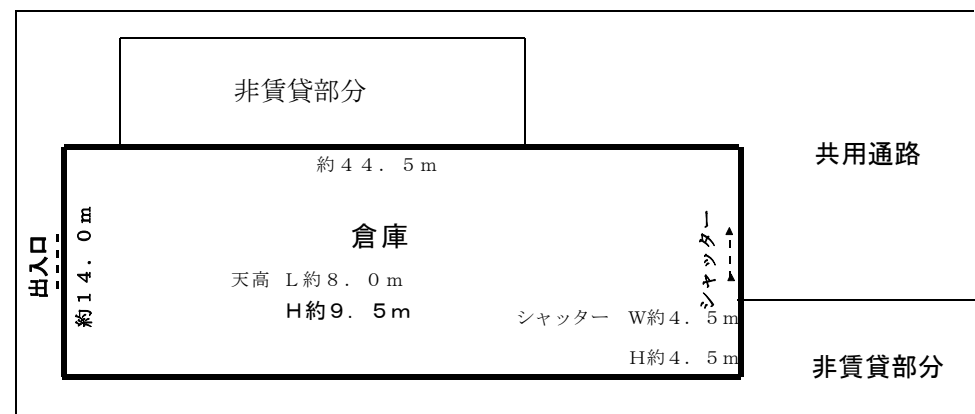 非賃貸部分
共用通路
約44．5m
出入口
約14．0m
倉庫
シャッター
天高 L約8．0m
H約9．5m
シャッター W約4．5m
H約4．5m
非賃貸部分